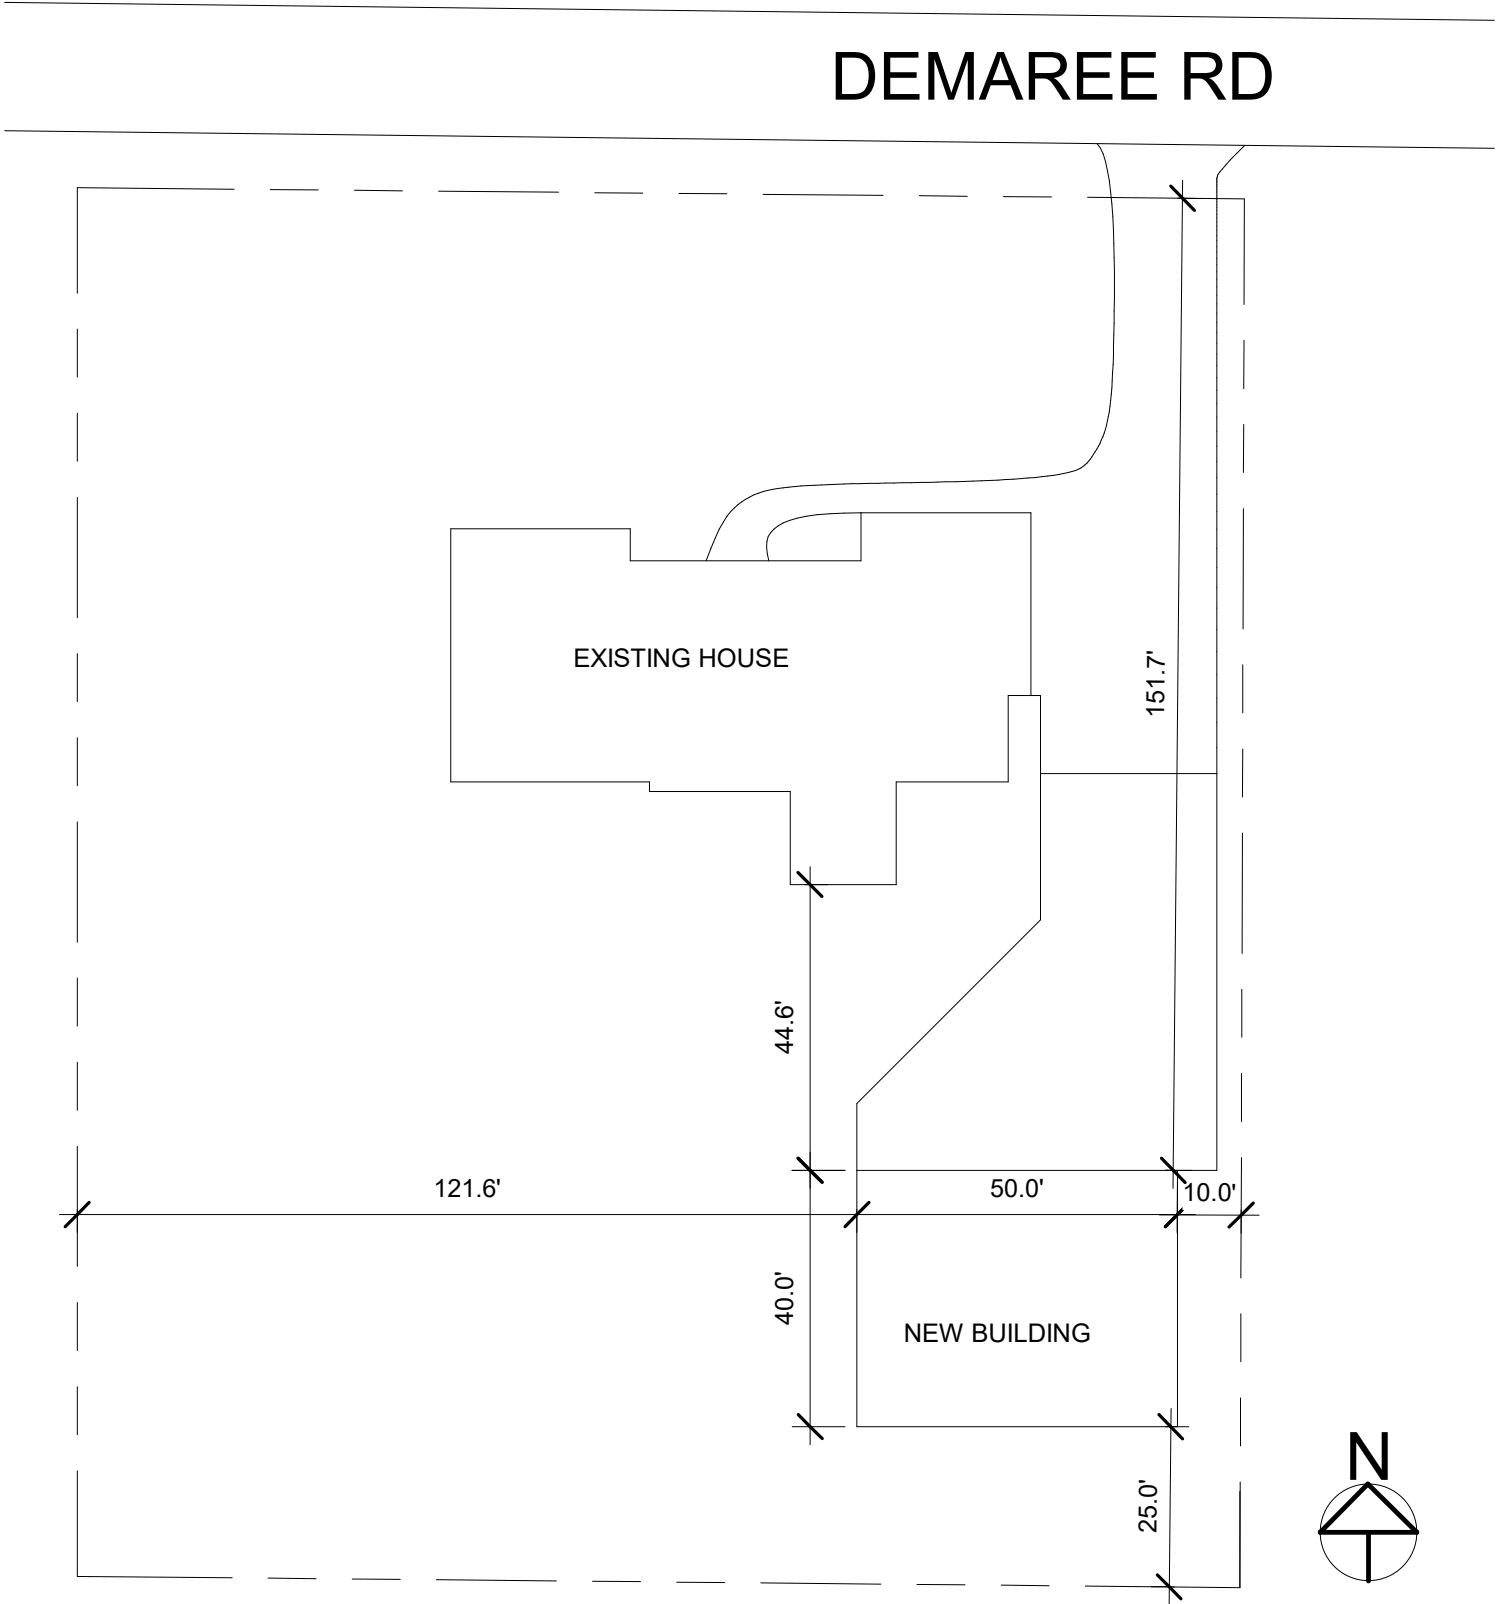 DEMAREE RD
EXISTING HOUSE
151.7'
44.6'
121.6'
50.0'
10.0'
40.0'
NEW BUILDING
N
25.0'